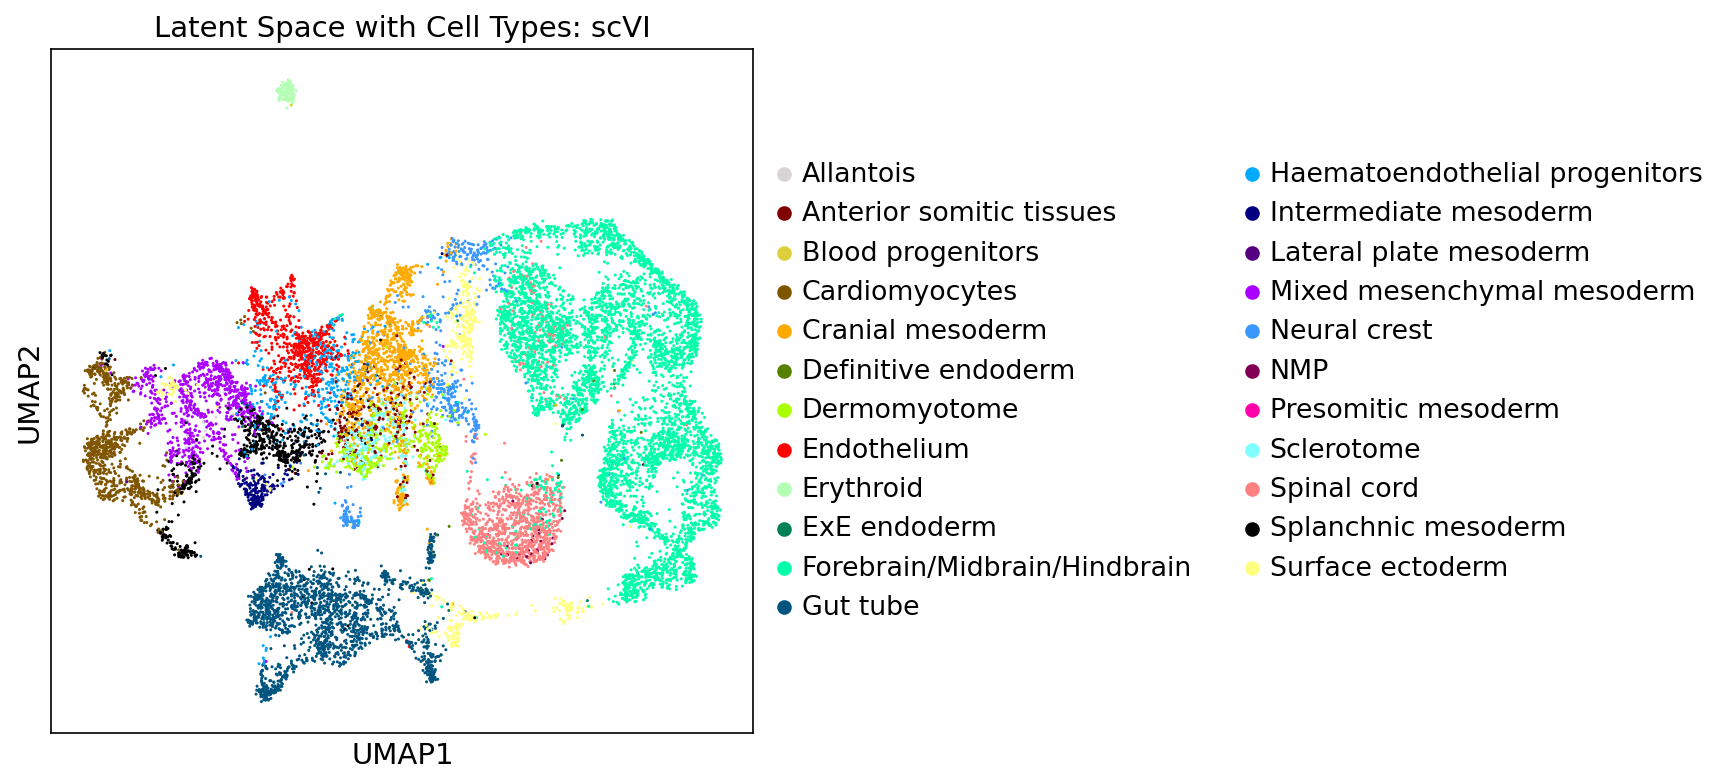 Latent Space with Cell Types: scVI
UMAP2
UMAP1
Allantois
Anterior somitic tissues
Blood progenitors
Cardiomyocytes
Cranial mesoderm
Definitive endoderm
Dermomyotome
Endothelium
Erythroid
ExE endoderm
Forebrain/Midbrain/Hindbrain
Gut tube
Haematoendothelial progenitors
Intermediate mesoderm
Lateral plate mesoderm
Mixed mesenchymal mesoderm
Neural crest
NMP
Presomitic mesoderm
Sclerotome
Spinal cord
Splanchnic mesoderm
Surface ectoderm